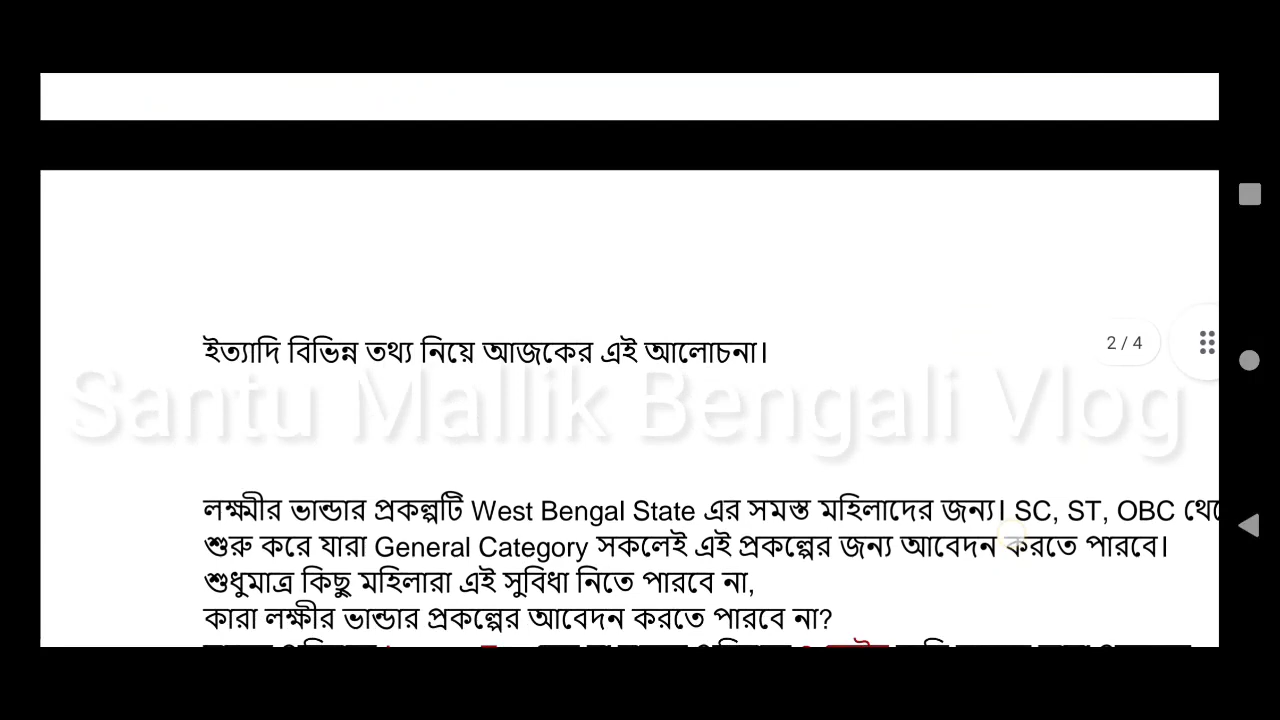 ইত্যাদি বিভিন্ন তথ্য নিয়ে আজকের এই আলোচনা।
2 / 4
Santu Mallik Bengali Vlog
লক্ষ্মীর ভান্ডার প্রকল্পটি West Bengal State এর সমস্ত মহিলাদের জন্য। SC, ST, OBC
শুরু করে যারা General Category সকলেই এই প্রকল্পের জন্য আবেদন করতে পারবে।
শুধুমাত্র কিছু মহিলারা এই সুবিধা নিতে পারবে না,
কারা লক্ষীর ভান্ডার প্রকল্পের আবেদন করতে পারবে না?